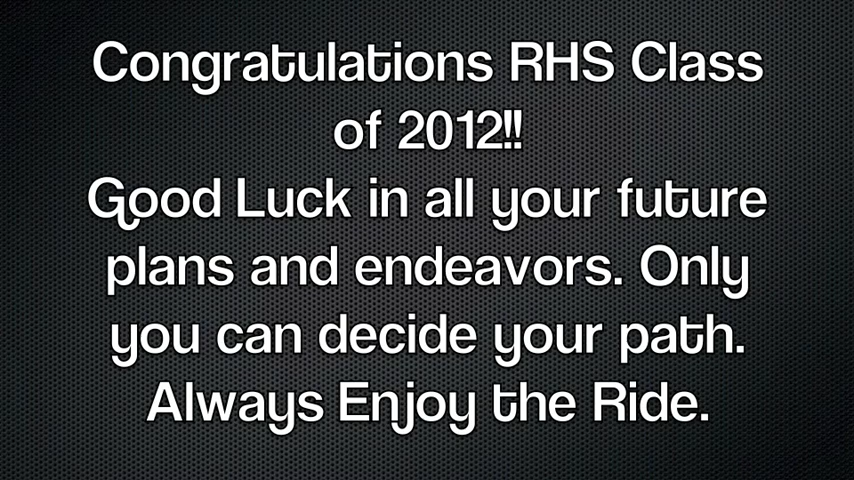 Congratulations RHS Class
of 2012!!
Good Luck in all your future
plans and endeavors. Only
you can decide your path.
Always Enjoy the Ride.